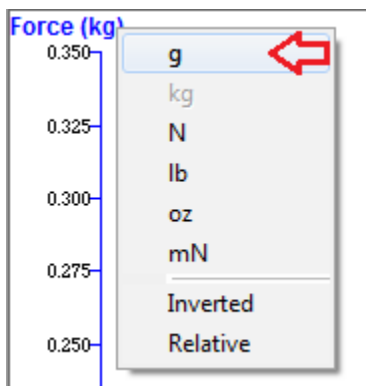 Force (kg)
0.350
0.325
0.300
0.275
0.250
g
kg
N
lb
oz
mN
Inverted
Relative